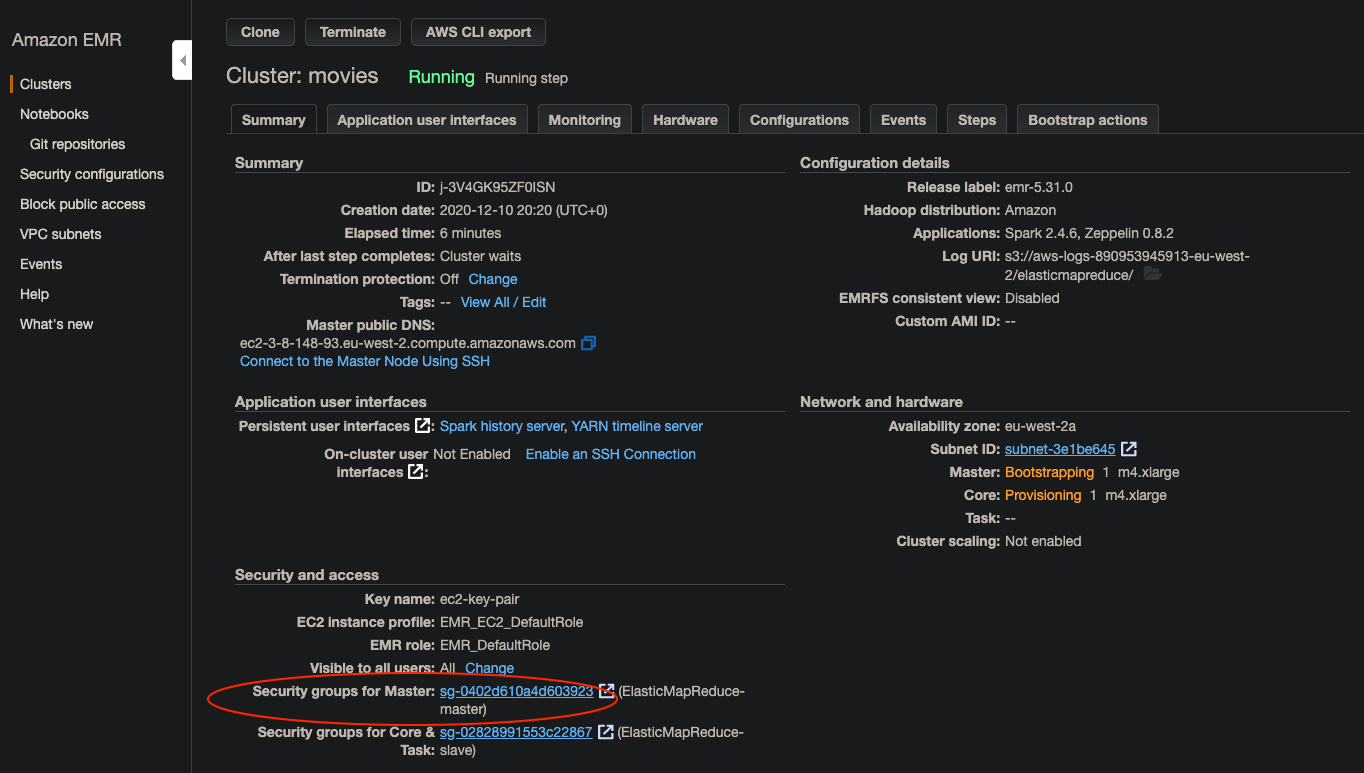 Amazon EMR
Clusters
Notebooks
Git repositories
Security configurations
Block public access
VPC subnets
Events
Help
What's new
Clone Terminate AWS CLI export
Cluster: movies Running Running step
Summary Application user interfaces Monitoring Hardware Configurations Events Steps Bootstrap actions
Summary
ID: j-3V4GK95ZF0ISN
Creation date: 2020-12-10 20:20 (UTC+0)
Elapsed time: 6 minutes
After last step completes: Cluster waits
Termination protection: Off Change
Tags: -- View All / Edit
Master public DNS:
ec2-3-8-148-93.eu-west-2.compute.amazonaws.com
Connect to the Master Node Using SSH
Configuration details
Release label: emr-5.31.0
Hadoop distribution: Amazon
Applications: Spark 2.4.6, Zeppelin 0.8.2
Log URI: s3://aws-logs-890953945913-eu-west-
2/elasticmapreduce/
EMRFS consistent view: Disabled
Custom AMI ID: --
Application user interfaces
Persistent user interfaces : Spark history server, YARN timeline server
On-cluster user Not Enabled Enable an SSH Connection
interfaces :
Network and hardware
Availability zone: eu-west-2a
Subnet ID: subnet-3e1be645
Master: Bootstrapping 1 m4.xlarge
Core: Provisioning 1 m4.xlarge
Task: --
Cluster scaling: Not enabled
Security and access
Key name: ec2-key-pair
EC2 instance profile: EMR_EC2_DefaultRole
EMR role: EMR_DefaultRole
Visible to all users: All Change
Security groups for Master: sg-0402d610a4d603923 (ElasticMapReduce-
master)
Security groups for Core & sg-02828991553c22867 (ElasticMapReduce-
Task: slave)